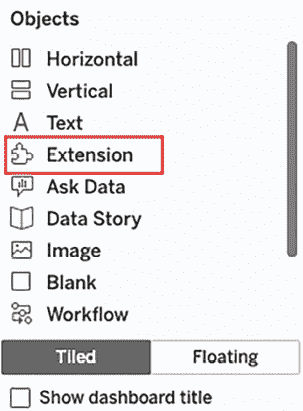 Objects
Horizontal
Vertical
Text
Extension
Ask Data
Data Story
Image
Blank
Workflow
Tiled Floating
Show dashboard title